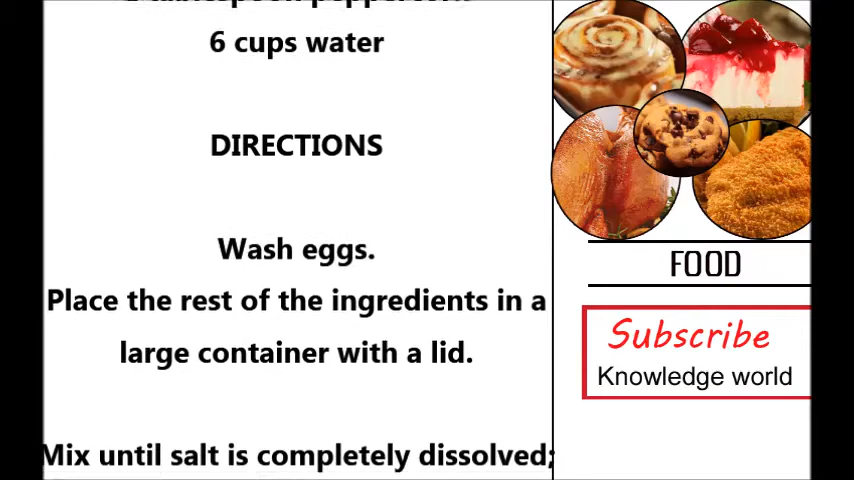 6 cups water
DIRECTIONS
Wash eggs.
Place the rest of the ingredients in a
large container with a lid.
Mix until salt is completely dissolved;
FOOD
Subscribe
Knowledge world